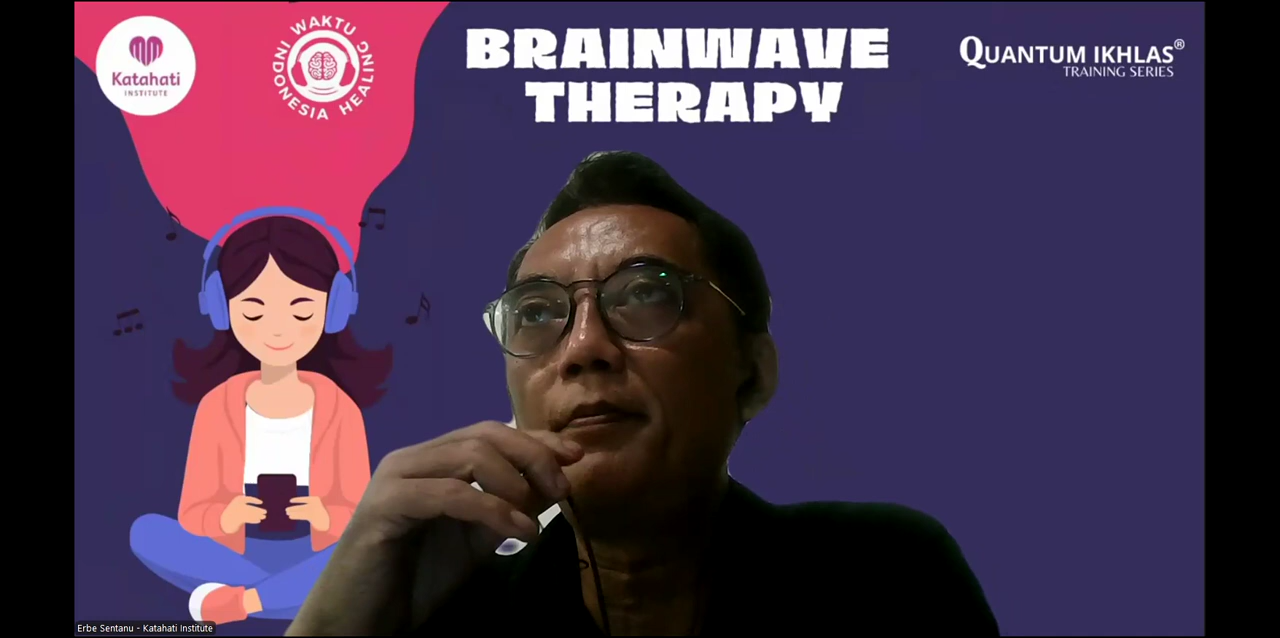 Katahati
INSTITUTE
WAKTU
INDONESIA HEALING
BRAINWAVE
THERAPY
QUANTUM IKHLAS®
TRAINING SERIES
Erbe Sentanu - Katahati Institute